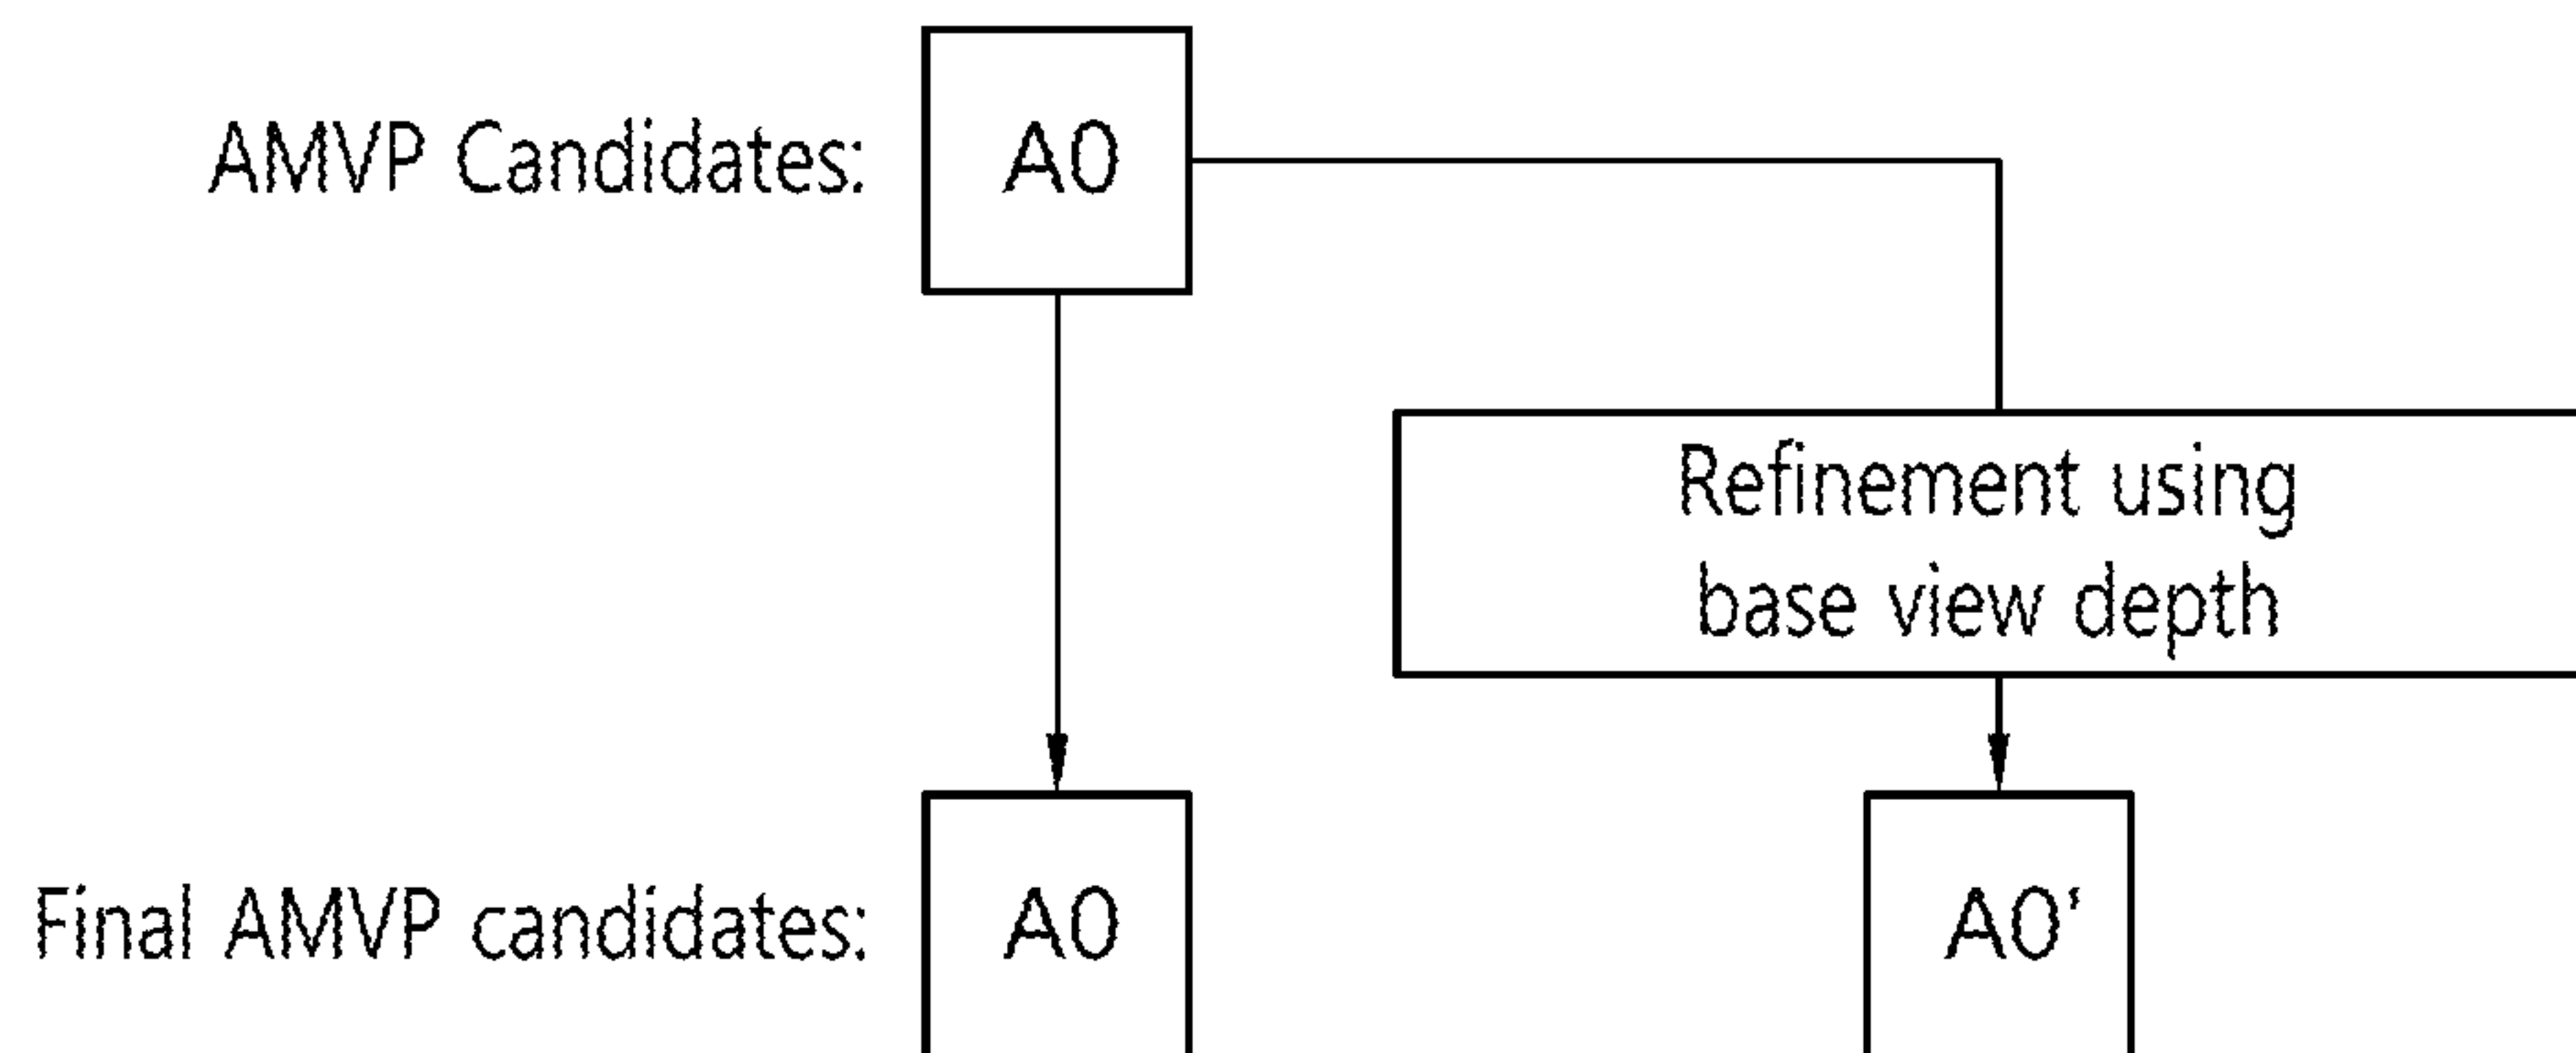 AMVP Candidates: A0
Refinement using
base view depth
Final AMVP candidates: A0 A0'